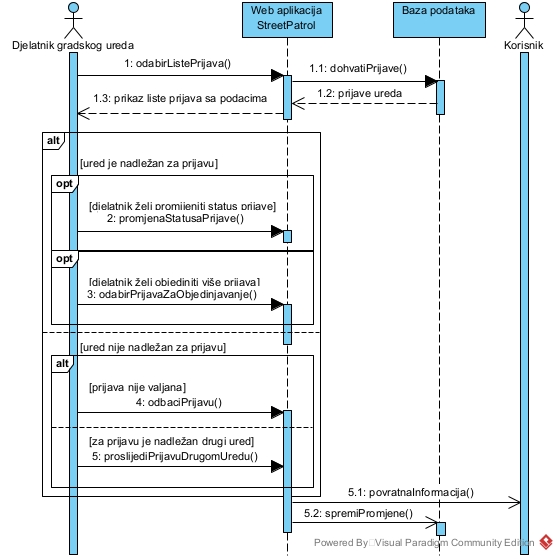 Web aplikacija
StreetPatrol
Baza podataka
Djelatnik gradskog ureda
Korisnik
1: odabirListePrijava()
1.1: dohvatiPrijave()
1.2: prijave ureda
1.3: prikaz liste prijava sa podacima
alt
[ured je nadležan za prijavu]
opt
[djelatnik želi promijeniti status prijave]
2: promjenaStatusaPrijave()
opt
[djelatnik želi objediniti više prijava]
3: odabirPrijavaZaObjedinjavanje()
[ured nije nadležan za prijavu]
alt
[prijava nije valjana]
4: odbaciPrijavu()
[za prijavu je nadležan drugi ured]
5: proslijediPrijavuDrugomUredu()
5.1: povratnaInformacija()
5.2: spremiPromjene()
Powered By Visual Paradigm Community Edition